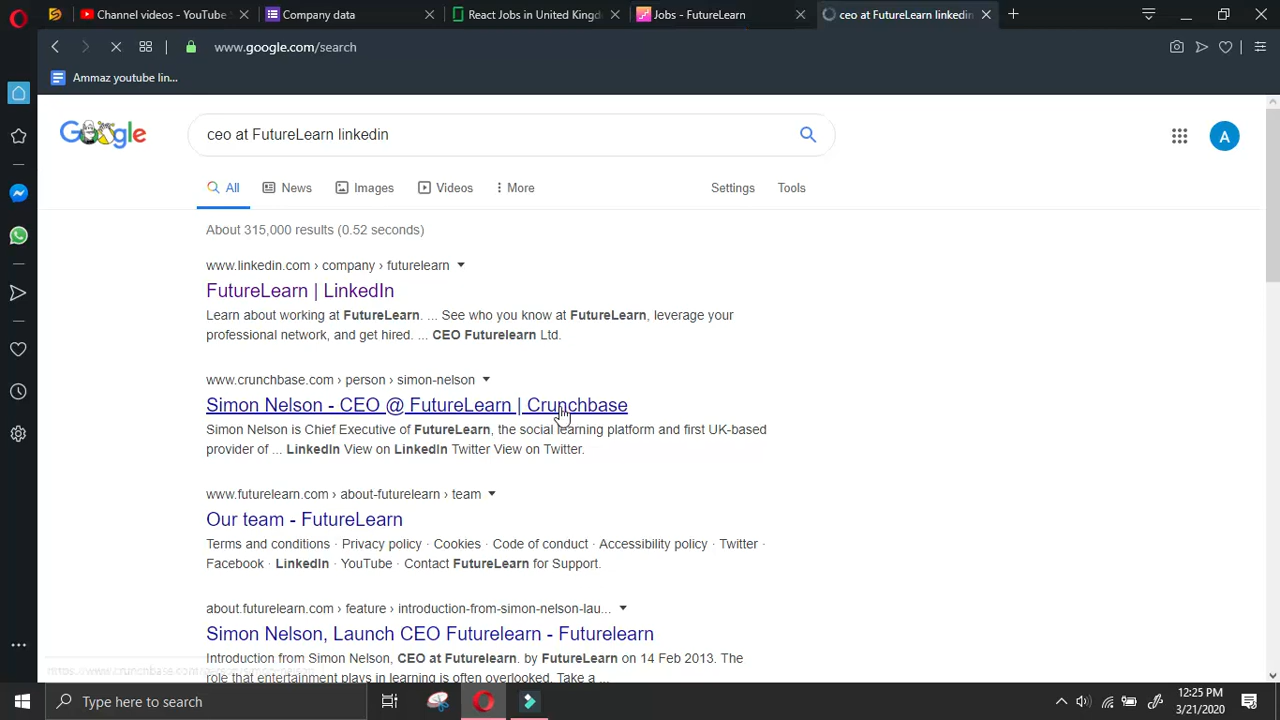 Channel videos - YouTube S
Company data
React Jobs in United Kingd
Jobs - FutureLearn
ceo at FutureLearn linkedin
www.google.com/search
Ammaz youtube lin...
Google
ceo at FutureLearn linkedin
A
All
News
Images
Videos
More
Settings
Tools
About 315,000 results (0.52 seconds)
www.linkedin.com › company › futurelearn
FutureLearn | LinkedIn
Learn about working at FutureLearn. ... See who you know at FutureLearn, leverage your
professional network, and get hired. ... CEO Futurelearn Ltd.
www.crunchbase.com › person › simon-nelson
Simon Nelson - CEO @ FutureLearn | Crunchbase
Simon Nelson is Chief Executive of FutureLearn, the social learning platform and first UK-based
provider of ... LinkedIn View on LinkedIn Twitter View on Twitter.
www.futurelearn.com › about-futurelearn › team
Our team - FutureLearn
Terms and conditions · Privacy policy · Cookies · Code of conduct · Accessibility policy · Twitter ·
Facebook · LinkedIn · YouTube · Contact FutureLearn for Support.
about.futurelearn.com › feature › introduction-from-simon-nelson-lau...
Simon Nelson, Launch CEO Futurelearn - Futurelearn
Introduction from Simon Nelson, CEO at Futurelearn. by FutureLearn on 14 Feb 2013. The
role that entertainment plays in learning is often overlooked. Take a ...
Type here to search
12:25 PM
3/21/2020